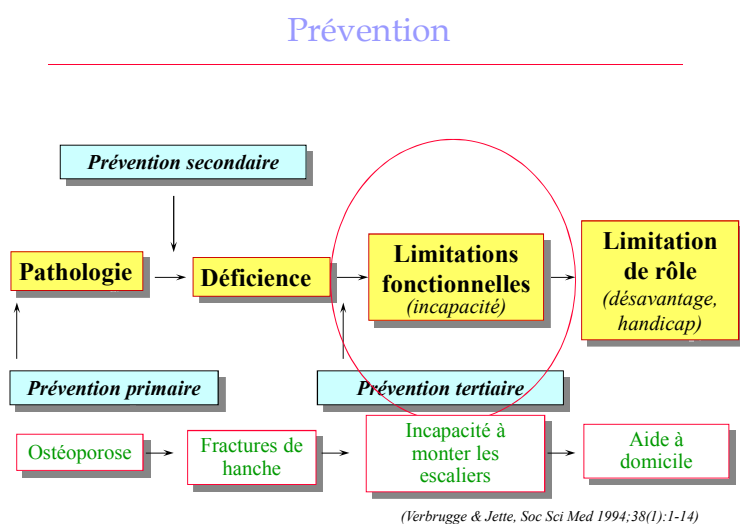 Prévention
Prévention secondaire
Pathologie
Déficience
Limitations
fonctionnelles
(incapacité)
Limitation
de rôle
(désavantage,
handicap)
Prévention primaire
Prévention tertiaire
Ostéoporose
Fractures de
hanche
Incapacité à
monter les
escaliers
Aide à
domicile
(Verbrugge & Jette, Soc Sci Med 1994;38(1):1-14)